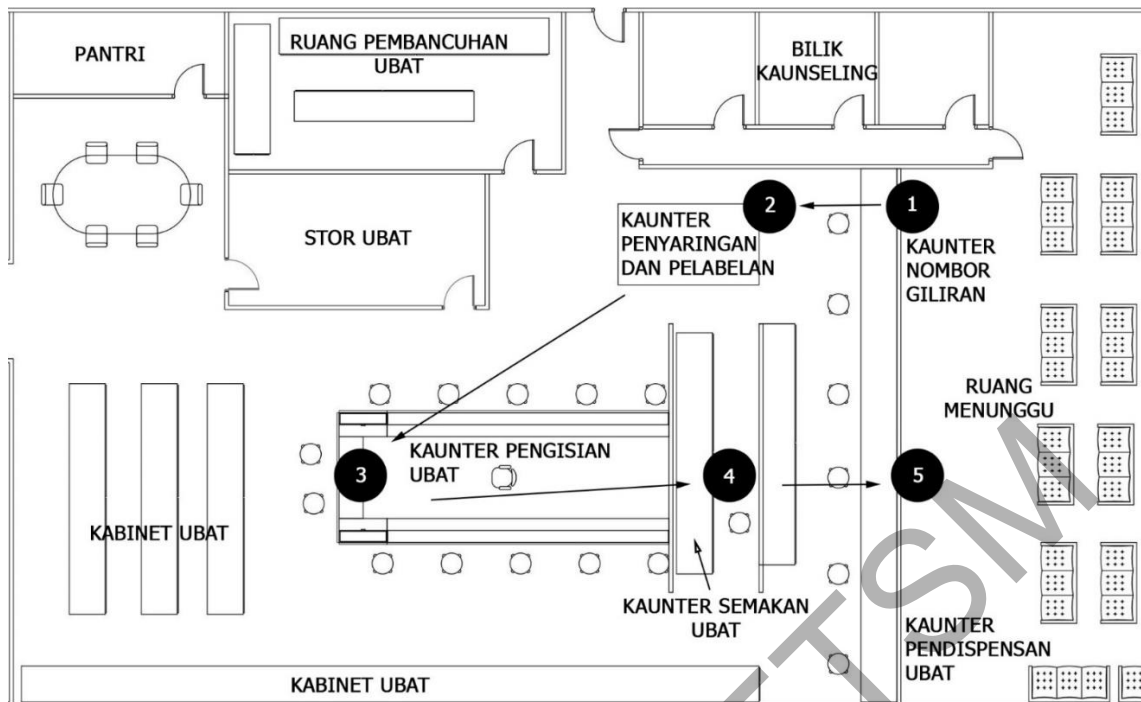 PANTRI
RUANG PEMBANCUHAN
UBAT
BILIK
KAUNSELING
STOR UBAT
KAUNTER
PENYARINGAN
DAN PELABELAN
2
1
KAUNTER
NOMBOR
GILIRAN
RUANG
MENUNGGU
KAUNTER PENGISIAN
UBAT
3
4
5
KABINET UBAT
KAUNTER SEMAKAN
UBAT
KAUNTER
PENDISPENSAN
UBAT
KABINET UBAT
FTSM